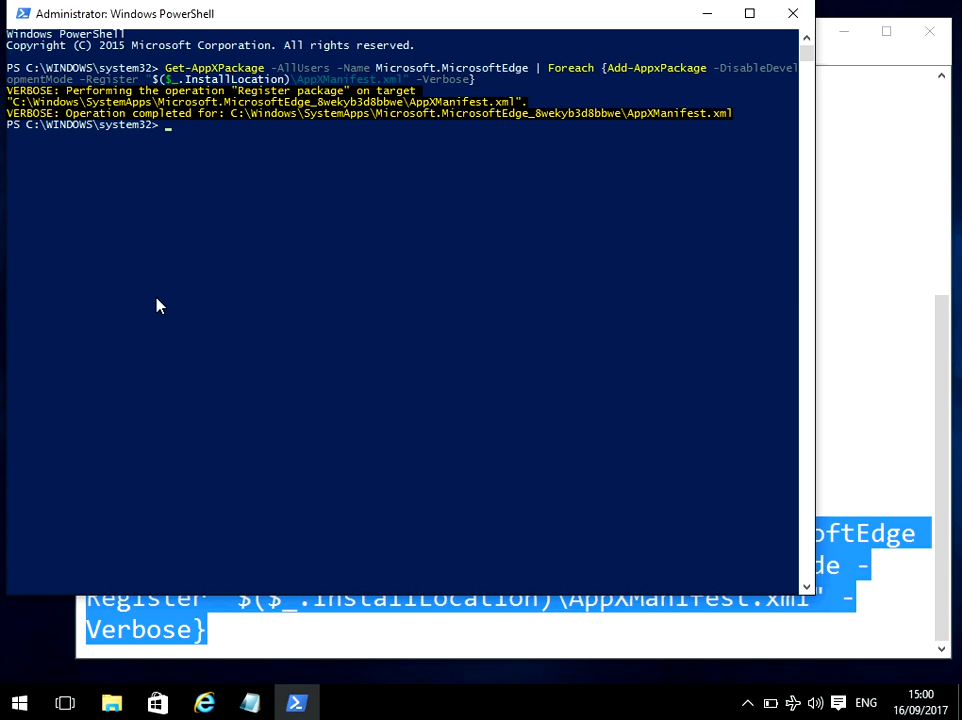 Administrator: Windows PowerShell
Windows PowerShell
Copyright (C) 2015 Microsoft Corporation. All rights reserved.
PS C:\WINDOWS\system32> Get-AppXPackage -AllUsers -Name Microsoft.MicrosoftEdge | Foreach {Add-AppxPackage -DisableDevel
opmentMode -Register "$($_.InstallLocation)\AppXManifest.xml" -Verbose}
VERBOSE: Performing the operation "Register package" on target
"C:\Windows\SystemApps\Microsoft.MicrosoftEdge_8wekyb3d8bbwe\AppXManifest.xml".
VERBOSE: Operation completed for: C:\Windows\SystemApps\Microsoft.MicrosoftEdge_8wekyb3d8bbwe\AppXManifest.xml
PS C:\WINDOWS\system32> _
oftEdge
de -
Register "$($_.InstallLocation)\AppXManifest.xml" -
Verbose}
ENG
15:00
16/09/2017